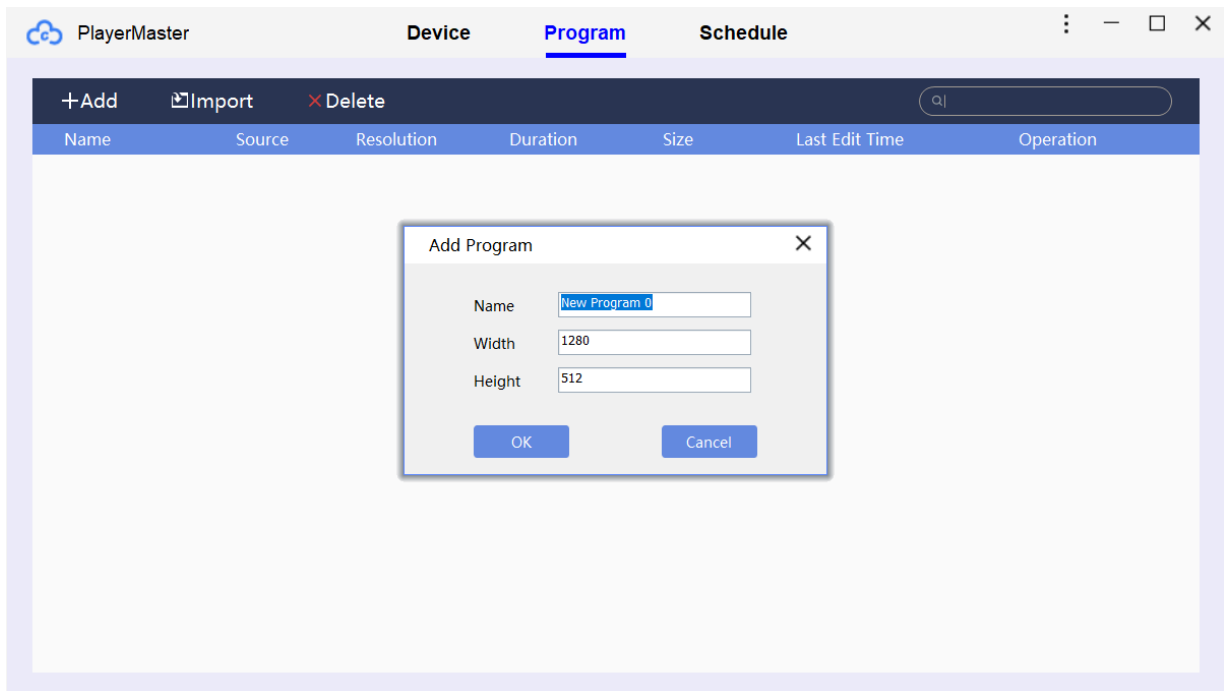 PlayerMaster Device Program Schedule
Add Import Delete
Name Source Resolution Duration Size Last Edit Time Operation
Add Program
Name New Program 0
Width 1280
Height 512
OK Cancel